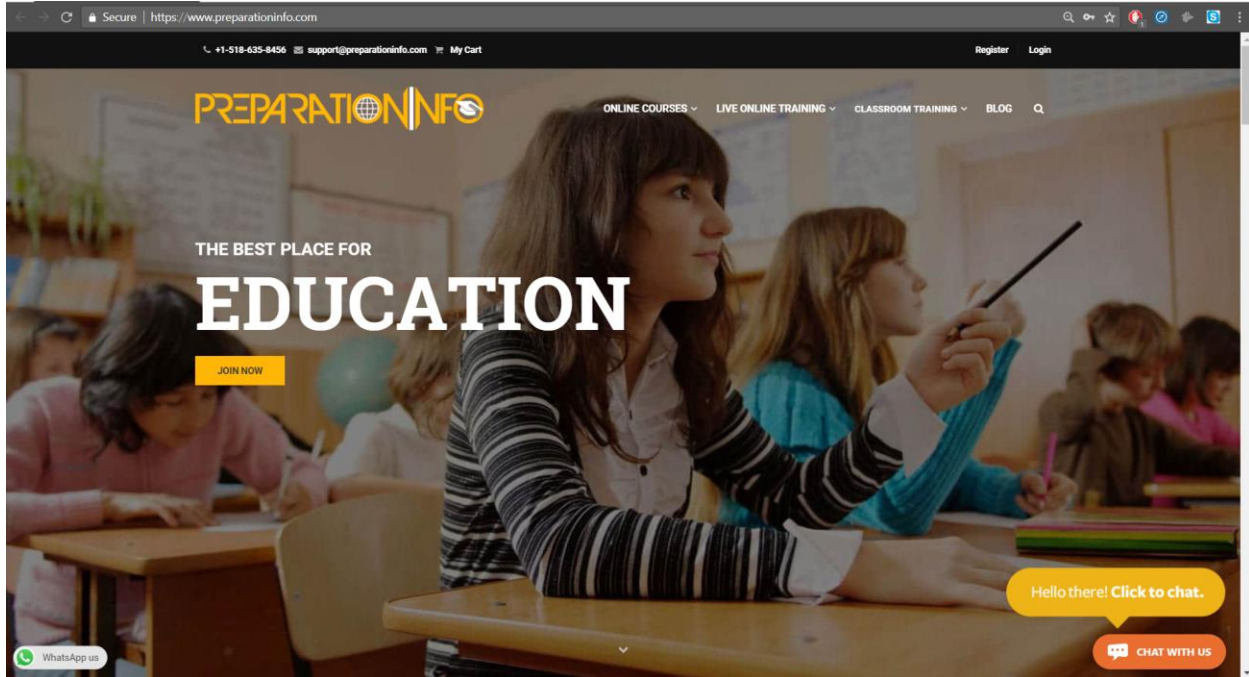 Secure | https://www.preparationinfo.com
+1-518-635-8456 support@preparationinfo.com My Cart Register Login
PREPARATIONINFO ONLINE COURSES LIVE ONLINE TRAINING CLASSROOM TRAINING BLOG
THE BEST PLACE FOR
EDUCATION
JOIN NOW
Hello there! Click to chat.
WhatsApp us
CHAT WITH US